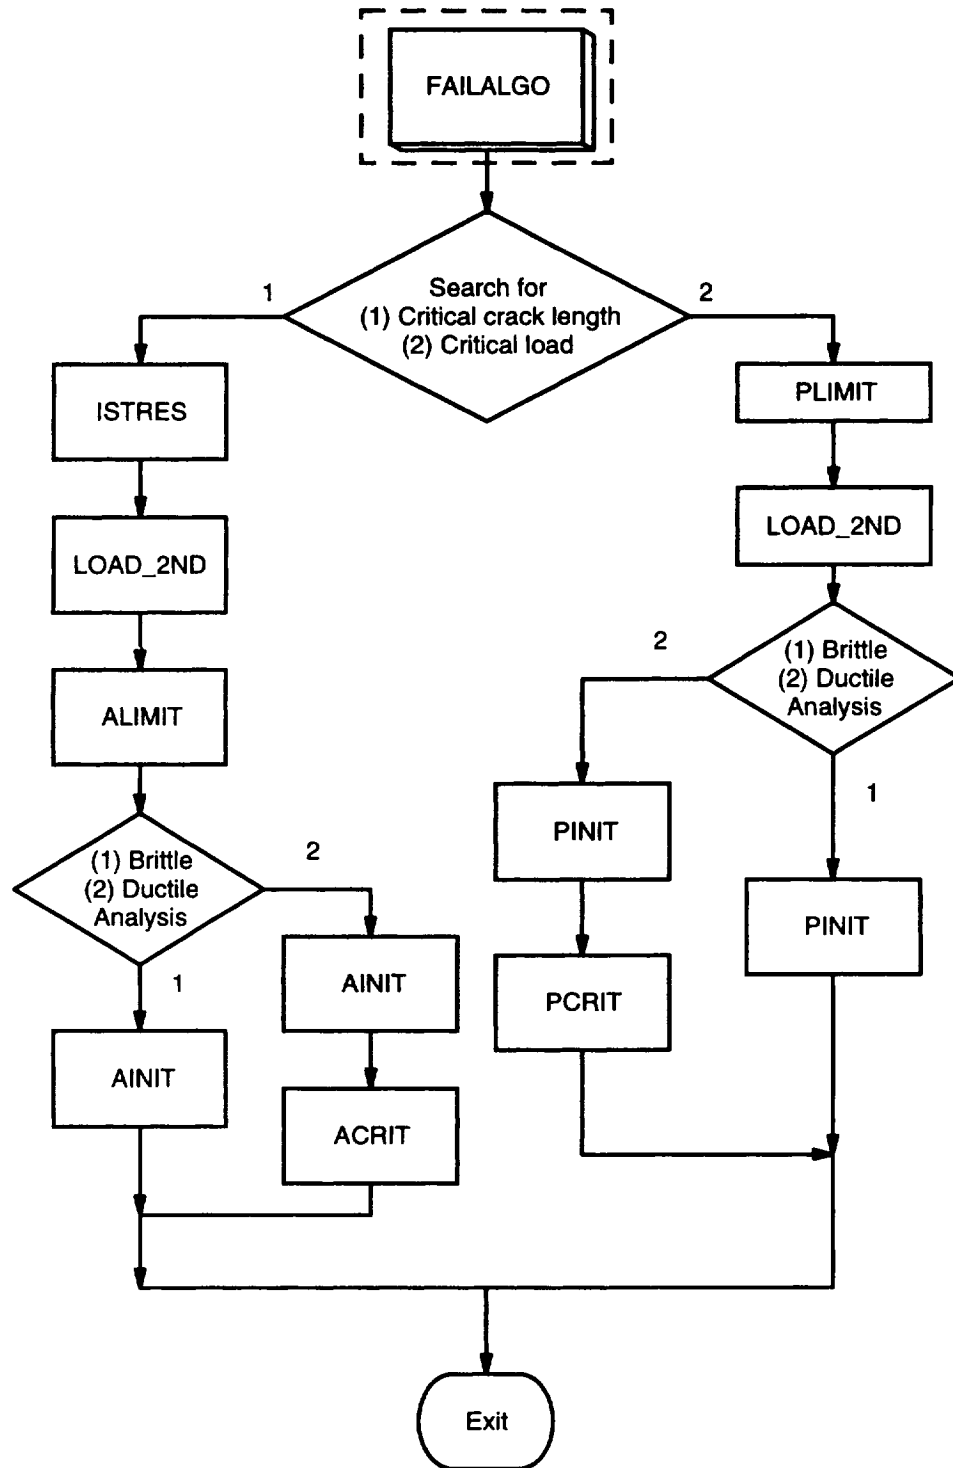 FAILALGO
1
Search for
(1) Critical crack length
(2) Critical load
2
ISTRES
PLIMIT
LOAD_2ND
LOAD_2ND
ALIMIT
2
(1) Brittle
(2) Ductile
Analysis
1
PINIT
(1) Brittle
(2) Ductile
Analysis
2
1
AINIT
PINIT
PCRIT
AINIT
ACRIT
Exit